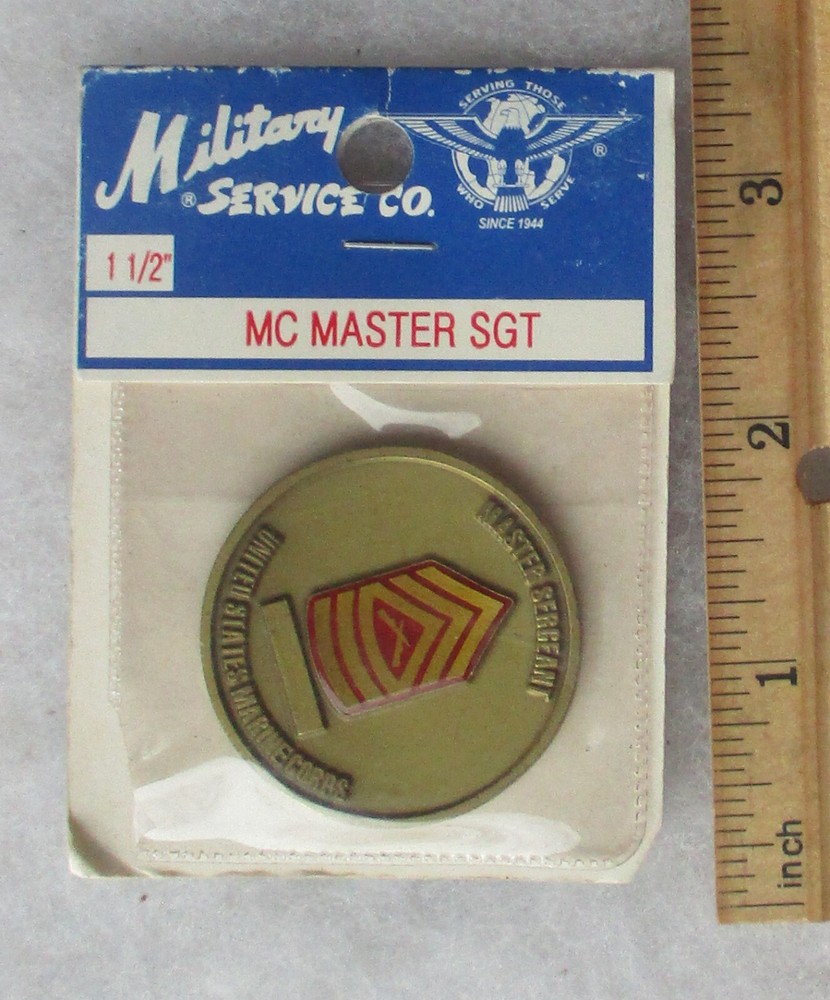 SERVING THOSE
Military
® SERVICE CO.
®
WHO SERVE
SINCE 1944
1 1/2"
MC MASTER SGT
MASTER SERGEANT
UNITED STATES MARINE CORPS
3
2
1
inch